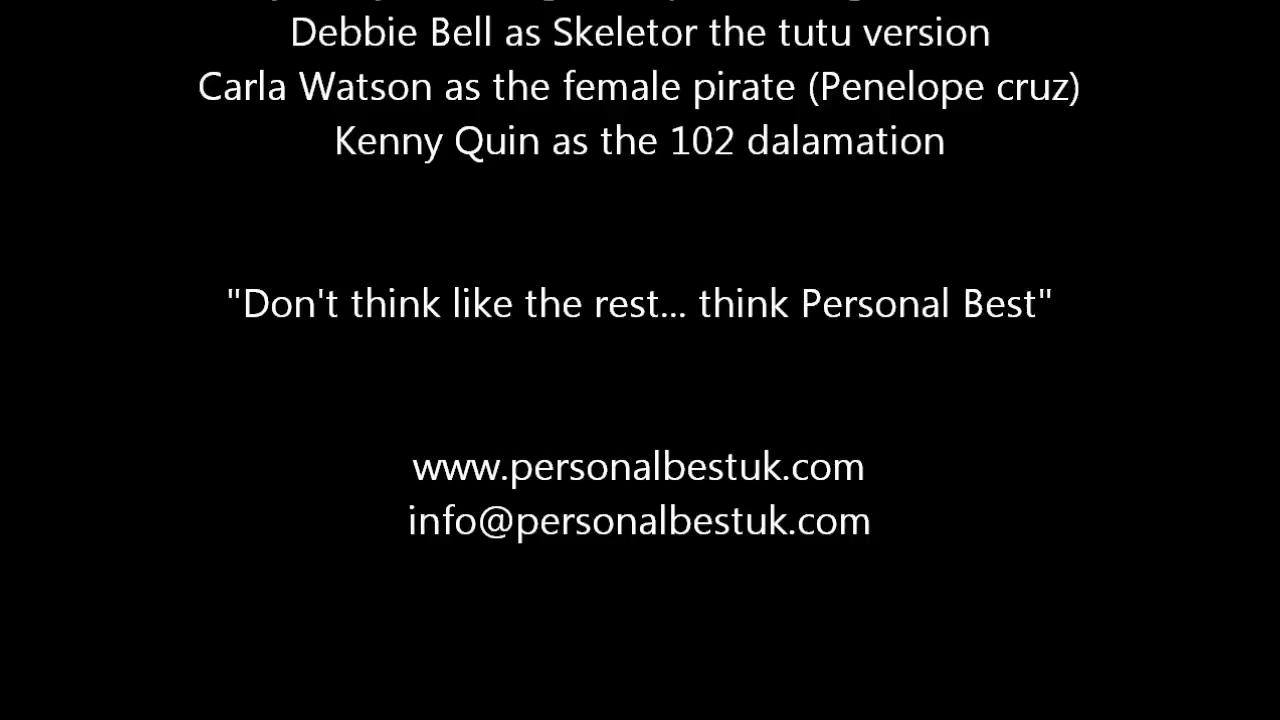 Debbie Bell as Skeletor the tutu version
Carla Watson as the female pirate (Penelope cruz)
Kenny Quin as the 102 dalamation
"Don't think like the rest... think Personal Best"
www.personalbestuk.com
info@personalbestuk.com